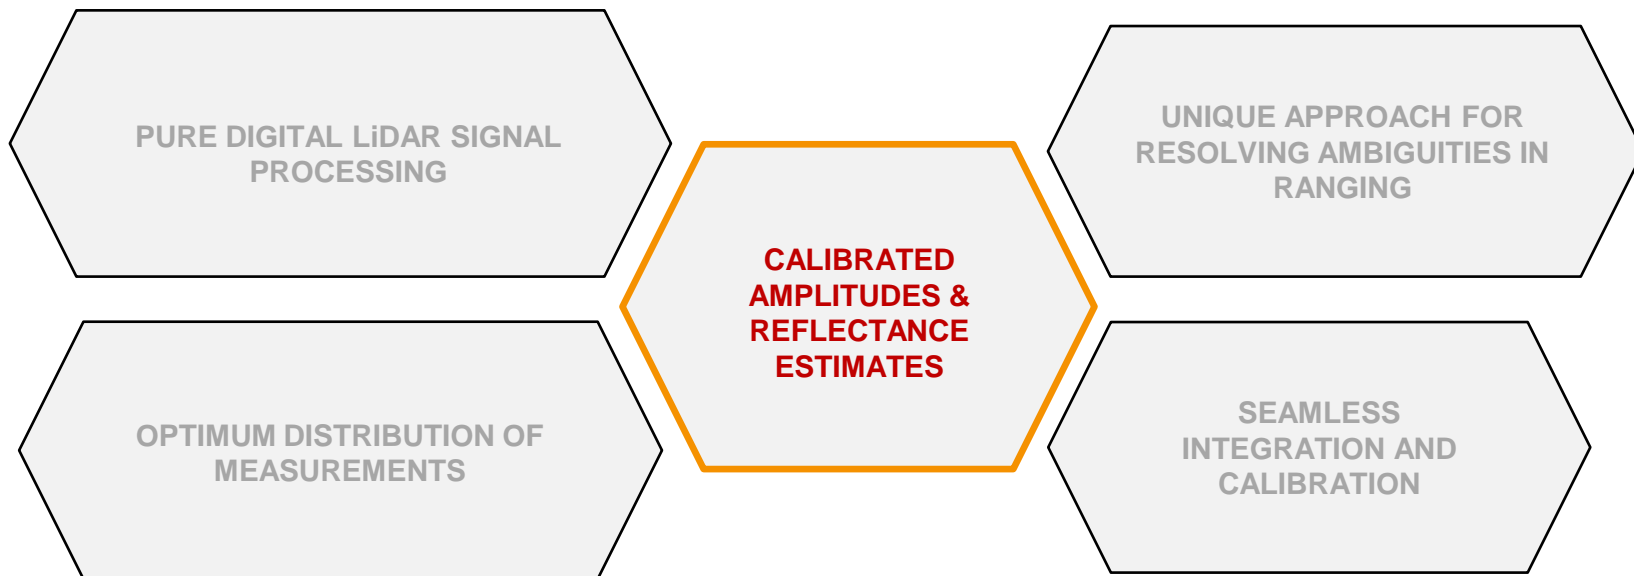 PURE DIGITAL LiDAR SIGNAL
PROCESSING
UNIQUE APPROACH FOR
RESOLVING AMBIGUITIES IN
RANGING
CALIBRATED
AMPLITUDES &
REFLECTANCE
ESTIMATES
OPTIMUM DISTRIBUTION OF
MEASUREMENTS
SEAMLESS
INTEGRATION AND
CALIBRATION